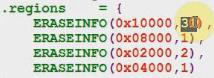 .regions = {
ERASEINFO(0x10000,31),
ERASEINFO(0x08000,1),
ERASEINFO(0x02000,2),
ERASEINFO(0x04000,1)